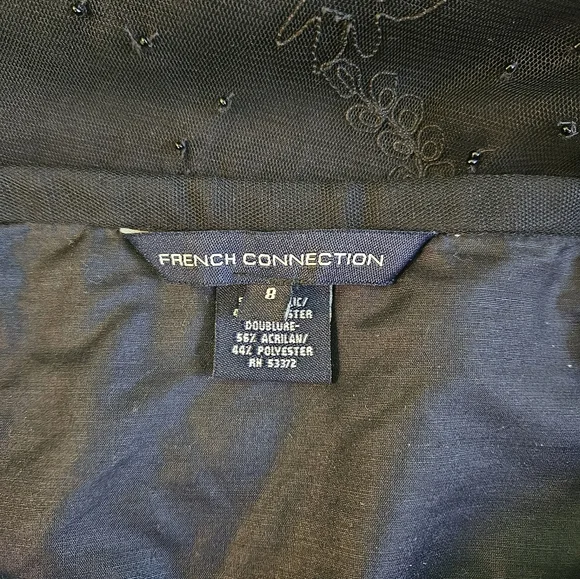 FRENCH CONNECTION
8
DOUBLURE-
56% ACRILAN/
44% POLYESTER
RN 53372